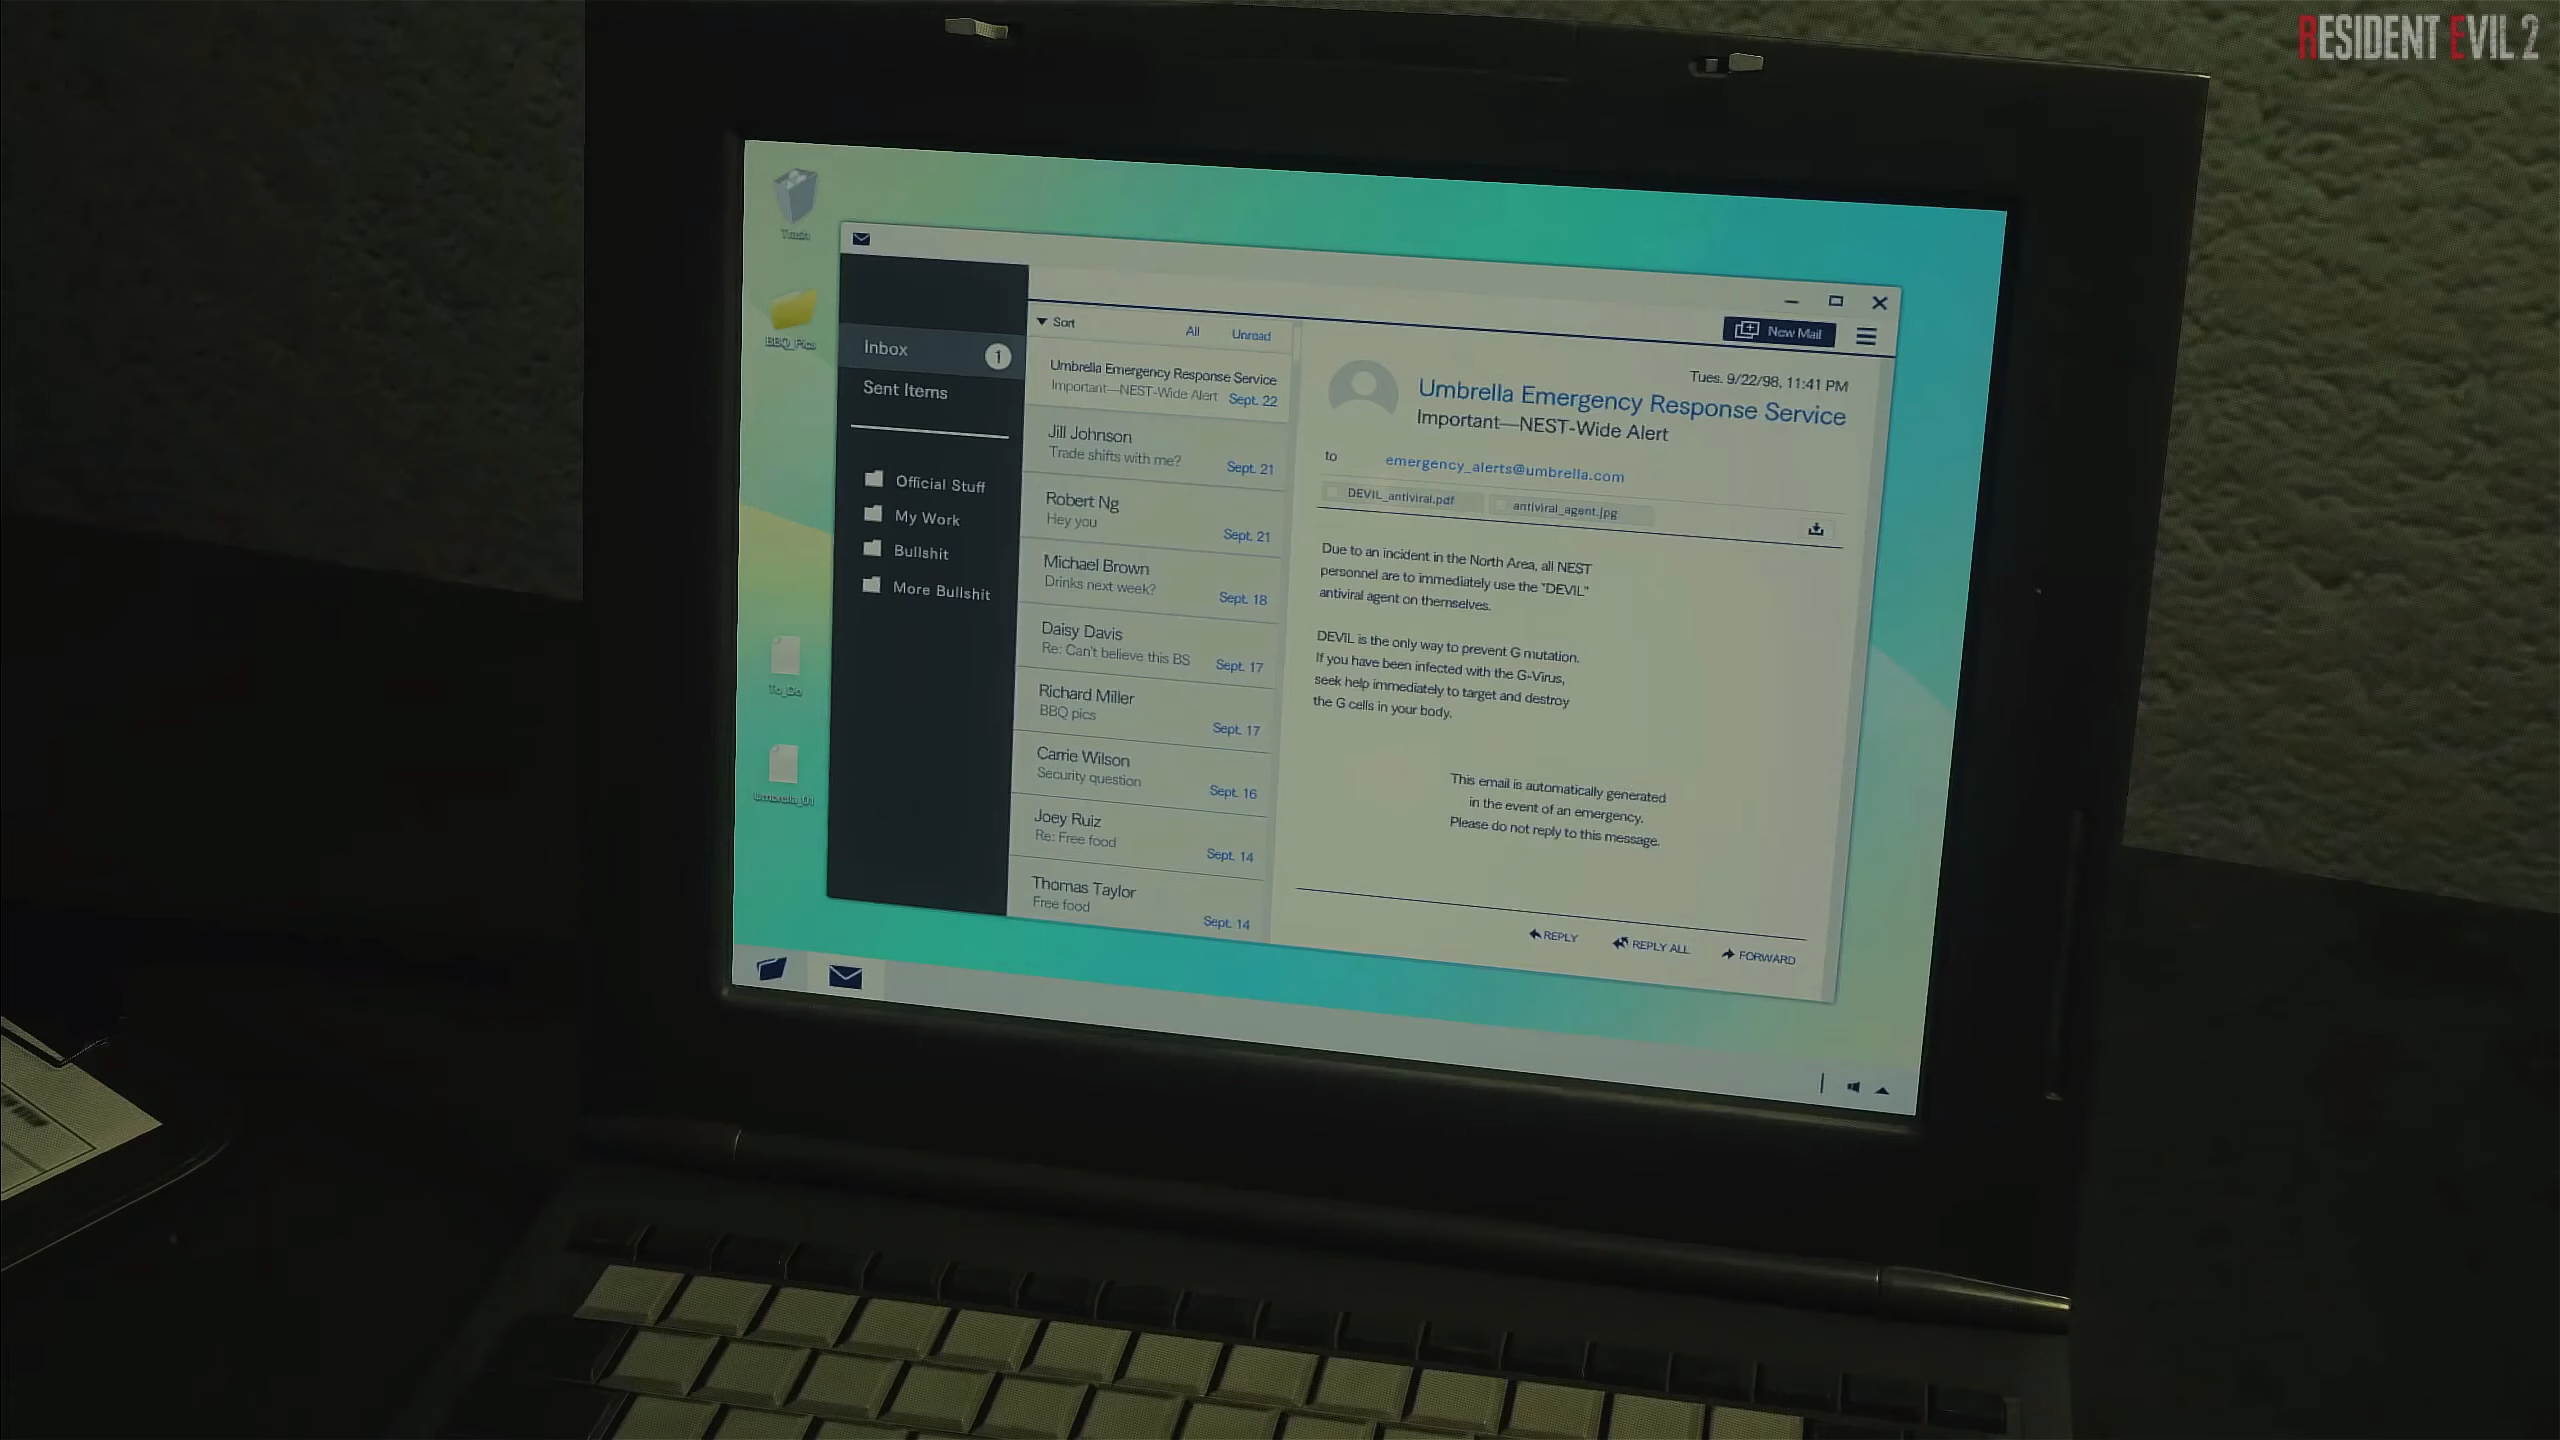 RESIDENT EVIL 2
Trash
BBQ_Pics
To_Do
Umbrella_01
Inbox 1
Sent Items
Official Stuff
My Work
Bullshit
More Bullshit
Sort All Unread
Umbrella Emergency Response Service
Important—NEST-Wide Alert Sept. 22
Jill Johnson
Trade shifts with me? Sept. 21
Robert Ng
Hey you Sept. 21
Michael Brown
Drinks next week? Sept. 18
Daisy Davis
Re: Can't believe this BS Sept. 17
Richard Miller
BBQ pics Sept. 17
Carrie Wilson
Security question Sept. 16
Joey Ruiz
Re: Free food Sept. 14
Thomas Taylor
Free food Sept. 14
New Mail
Tues. 9/22/98, 11:41 PM
Umbrella Emergency Response Service
Important—NEST-Wide Alert
to emergency_alerts@umbrella.com
DEVIL_antiviral.pdf antiviral_agent.jpg
Due to an incident in the North Area, all NEST
personnel are to immediately use the "DEVIL"
antiviral agent on themselves.
DEVIL is the only way to prevent G mutation.
If you have been infected with the G-Virus,
seek help immediately to target and destroy
the G cells in your body.
This email is automatically generated
in the event of an emergency.
Please do not reply to this message.
REPLY REPLY ALL FORWARD